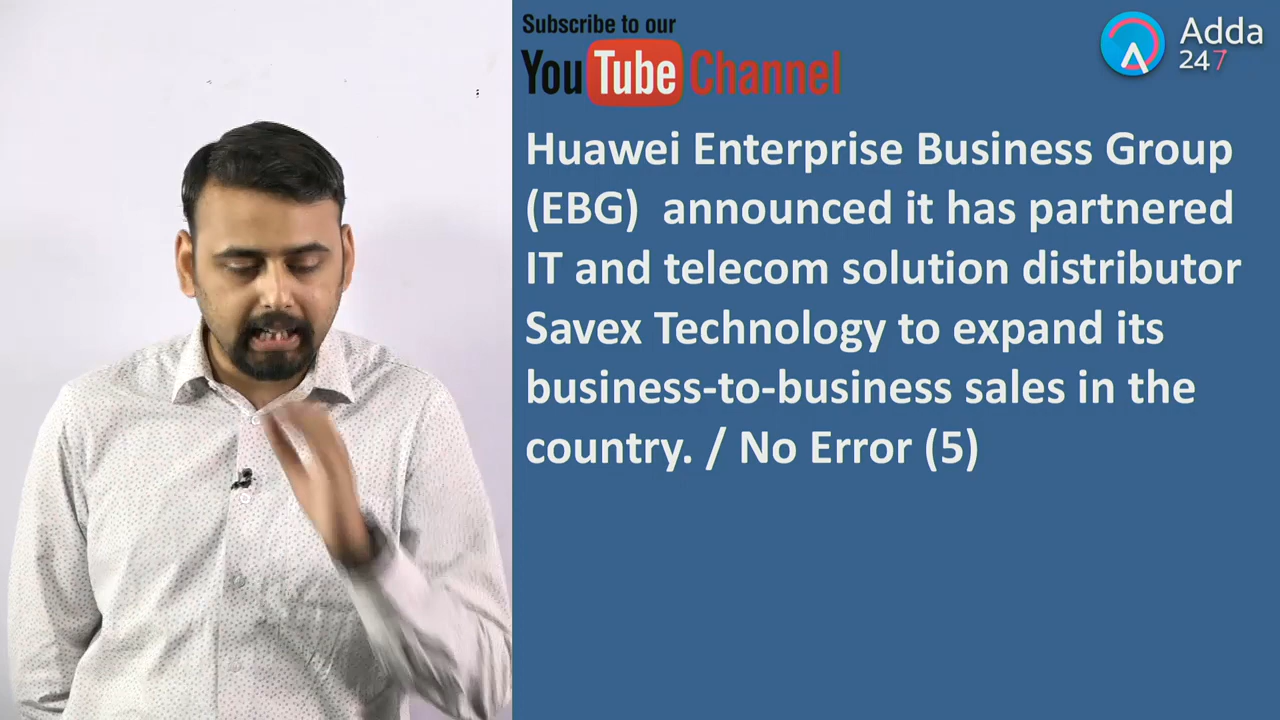 Subscribe to our
YouTube Channel
Adda
247
Huawei Enterprise Business Group
(EBG)  announced it has partnered
IT and telecom solution distributor
Savex Technology to expand its
business-to-business sales in the
country. / No Error (5)